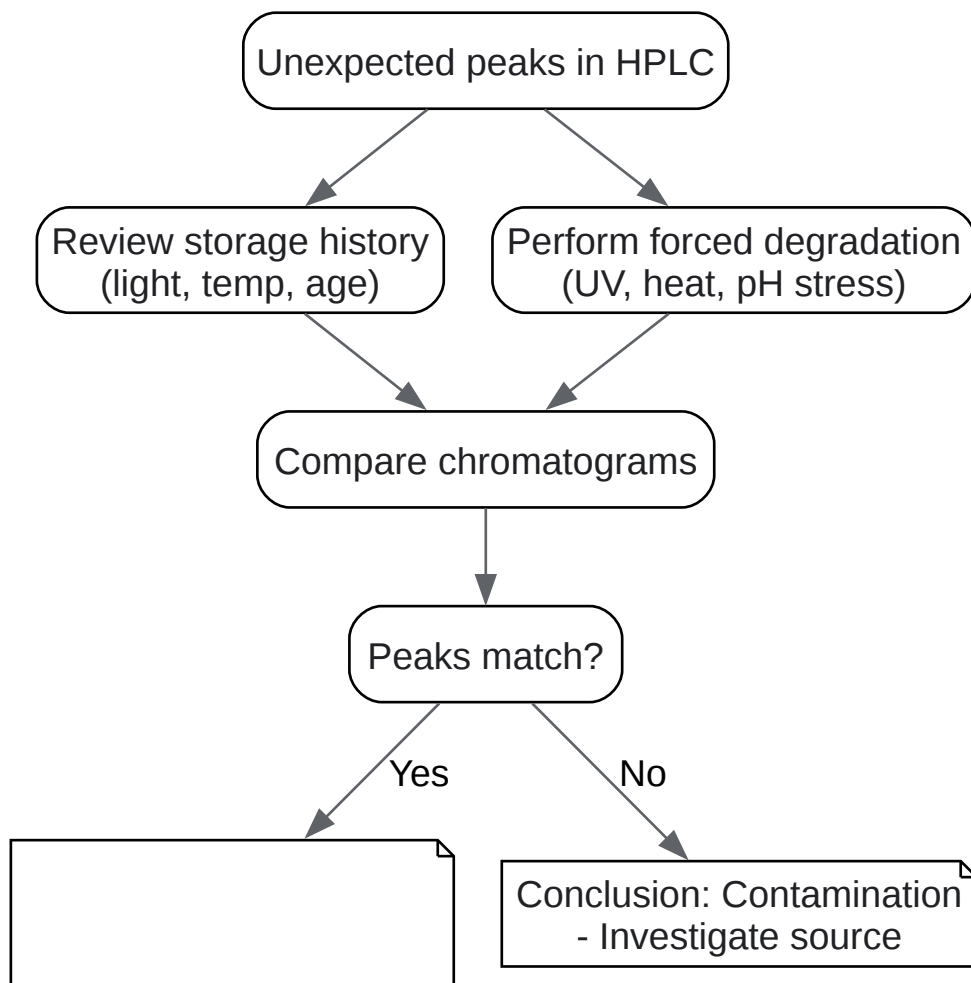 Unexpected peaks in HPLC
Review storage history
(light, temp, age)
Perform forced degradation
(UV, heat, pH stress)
Compare chromatograms
Peaks match?
Yes
No
Conclusion: Contamination
- Investigate source